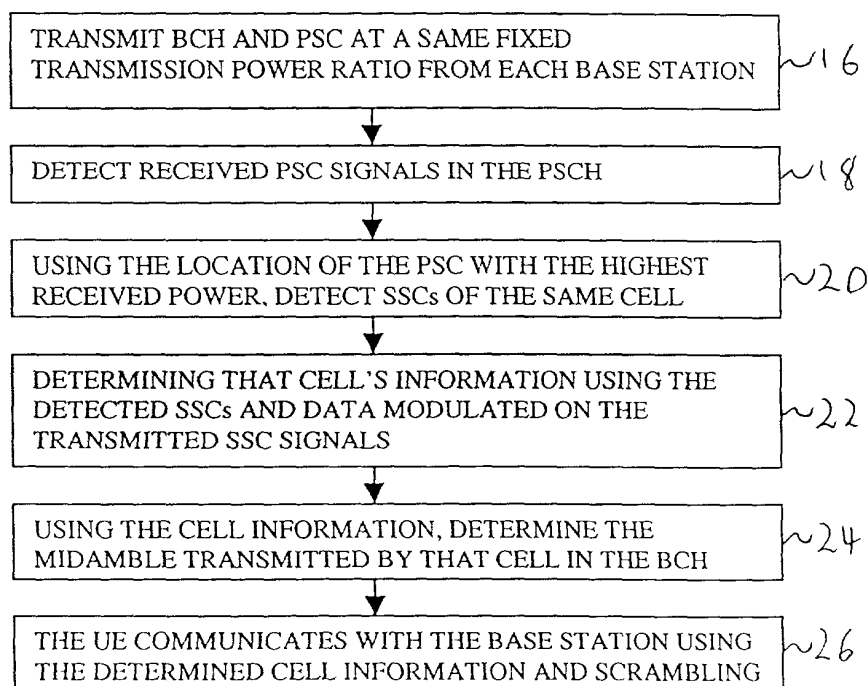 TRANSMIT BCH AND PSC AT A SAME FIXED
TRANSMISSION POWER RATIO FROM EACH BASE STATION
16
DETECT RECEIVED PSC SIGNALS IN THE PSCH
18
USING THE LOCATION OF THE PSC WITH THE HIGHEST
RECEIVED POWER, DETECT SSCs OF THE SAME CELL
20
DETERMINING THAT CELL'S INFORMATION USING THE
DETECTED SSCs AND DATA MODULATED ON THE
TRANSMITTED SSC SIGNALS
22
USING THE CELL INFORMATION, DETERMINE THE
MIDAMBLE TRANSMITTED BY THAT CELL IN THE BCH
24
THE UE COMMUNICATES WITH THE BASE STATION USING
THE DETERMINED CELL INFORMATION AND SCRAMBLING
26